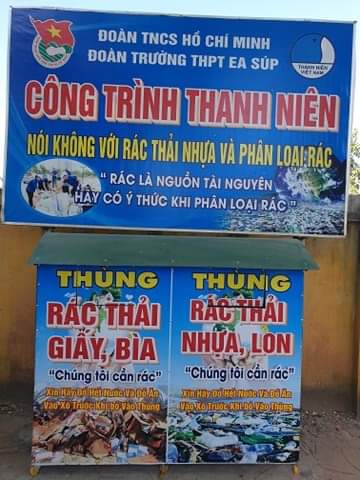 ĐOÀN TNCS HỒ CHÍ MINH
ĐOÀN TRƯỜNG THPT EA SÚP
THANH NIÊN
VIỆT NAM
CÔNG TRÌNH THANH NIÊN
NÓI KHÔNG VỚI RÁC THẢI NHỰA VÀ PHÂN LOẠI RÁC
" RÁC LÀ NGUỒN TÀI NGUYÊN
HÃY CÓ Ý THỨC KHI PHÂN LOẠI RÁC "
THÙNG
RÁC THẢI
GIẤY, BÌA
"Chúng tôi cần rác"
Xin Hãy Đổ Hết Nước Và Đồ Ăn
Vào Xô Trước Khi bỏ Vào Thùng
THÙNG
RÁC THẢI
NHỰA, LON
"Chúng tôi cần rác"
Xin Hãy Đổ Hết Nước Và Đồ Ăn
Vào Xô Trước Khi bỏ Vào Thùng